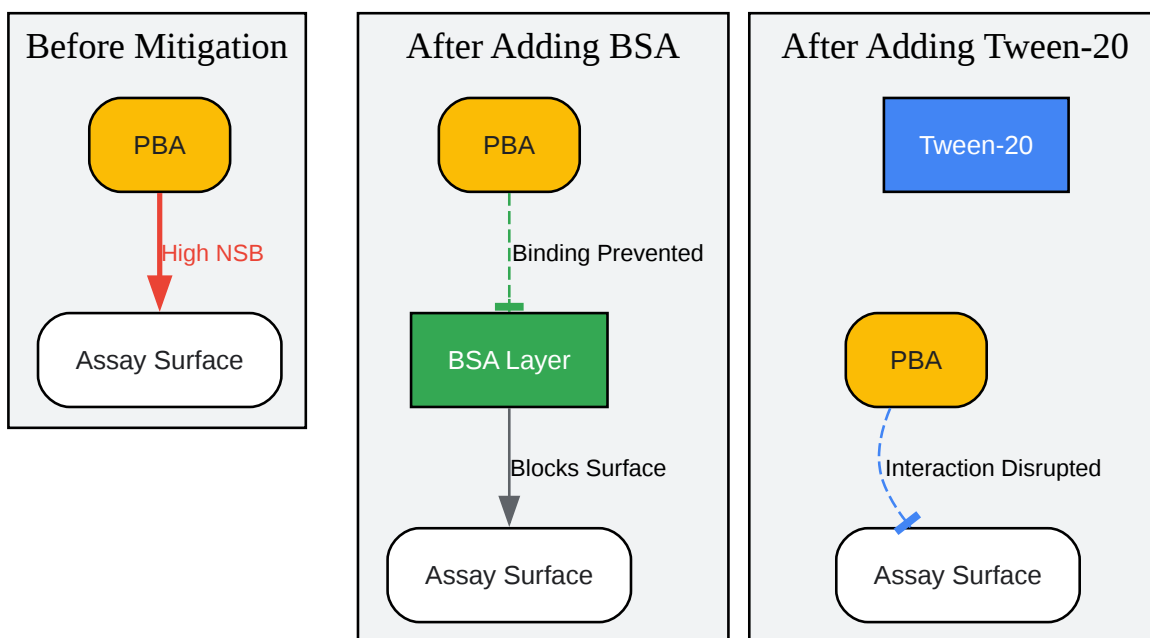 Before Mitigation
PBA
High NSB
Assay Surface
After Adding BSA
PBA
Binding Prevented
BSA Layer
Blocks Surface
Assay Surface
After Adding Tween-20
Tween-20
PBA
Interaction Disrupted
Assay Surface